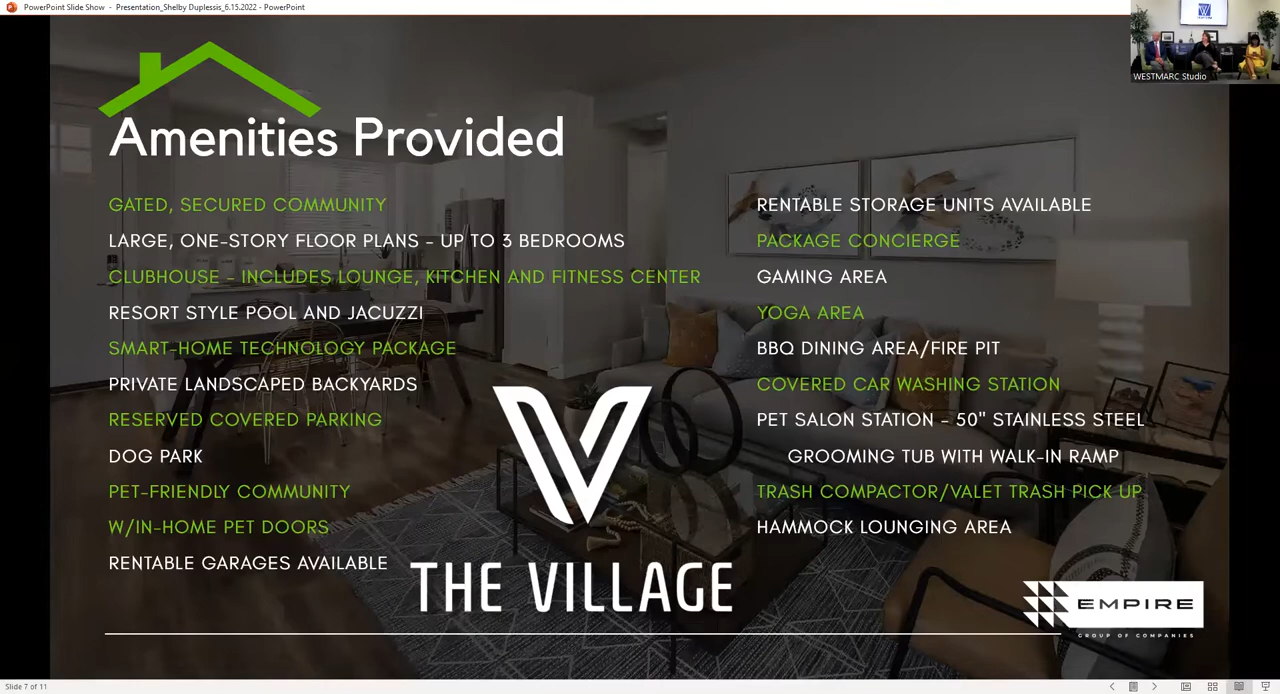 PowerPoint Slide Show - Presentation_Shelby Duplessis_6.15.2022 - PowerPoint
WESTMARC Studio
Amenities Provided
GATED, SECURED COMMUNITY
LARGE, ONE-STORY FLOOR PLANS - UP TO 3 BEDROOMS
CLUBHOUSE - INCLUDES LOUNGE, KITCHEN AND FITNESS CENTER
RESORT STYLE POOL AND JACUZZI
SMART-HOME TECHNOLOGY PACKAGE
PRIVATE LANDSCAPED BACKYARDS
RESERVED COVERED PARKING
DOG PARK
PET-FRIENDLY COMMUNITY
W/IN-HOME PET DOORS
RENTABLE GARAGES AVAILABLE
RENTABLE STORAGE UNITS AVAILABLE
PACKAGE CONCIERGE
GAMING AREA
YOGA AREA
BBQ DINING AREA/FIRE PIT
COVERED CAR WASHING STATION
PET SALON STATION - 50" STAINLESS STEEL
GROOMING TUB WITH WALK-IN RAMP
TRASH COMPACTOR/VALET TRASH PICK UP
HAMMOCK LOUNGING AREA
V
THE VILLAGE
EMPIRE
GROUP OF COMPANIES
Slide 7 of 11